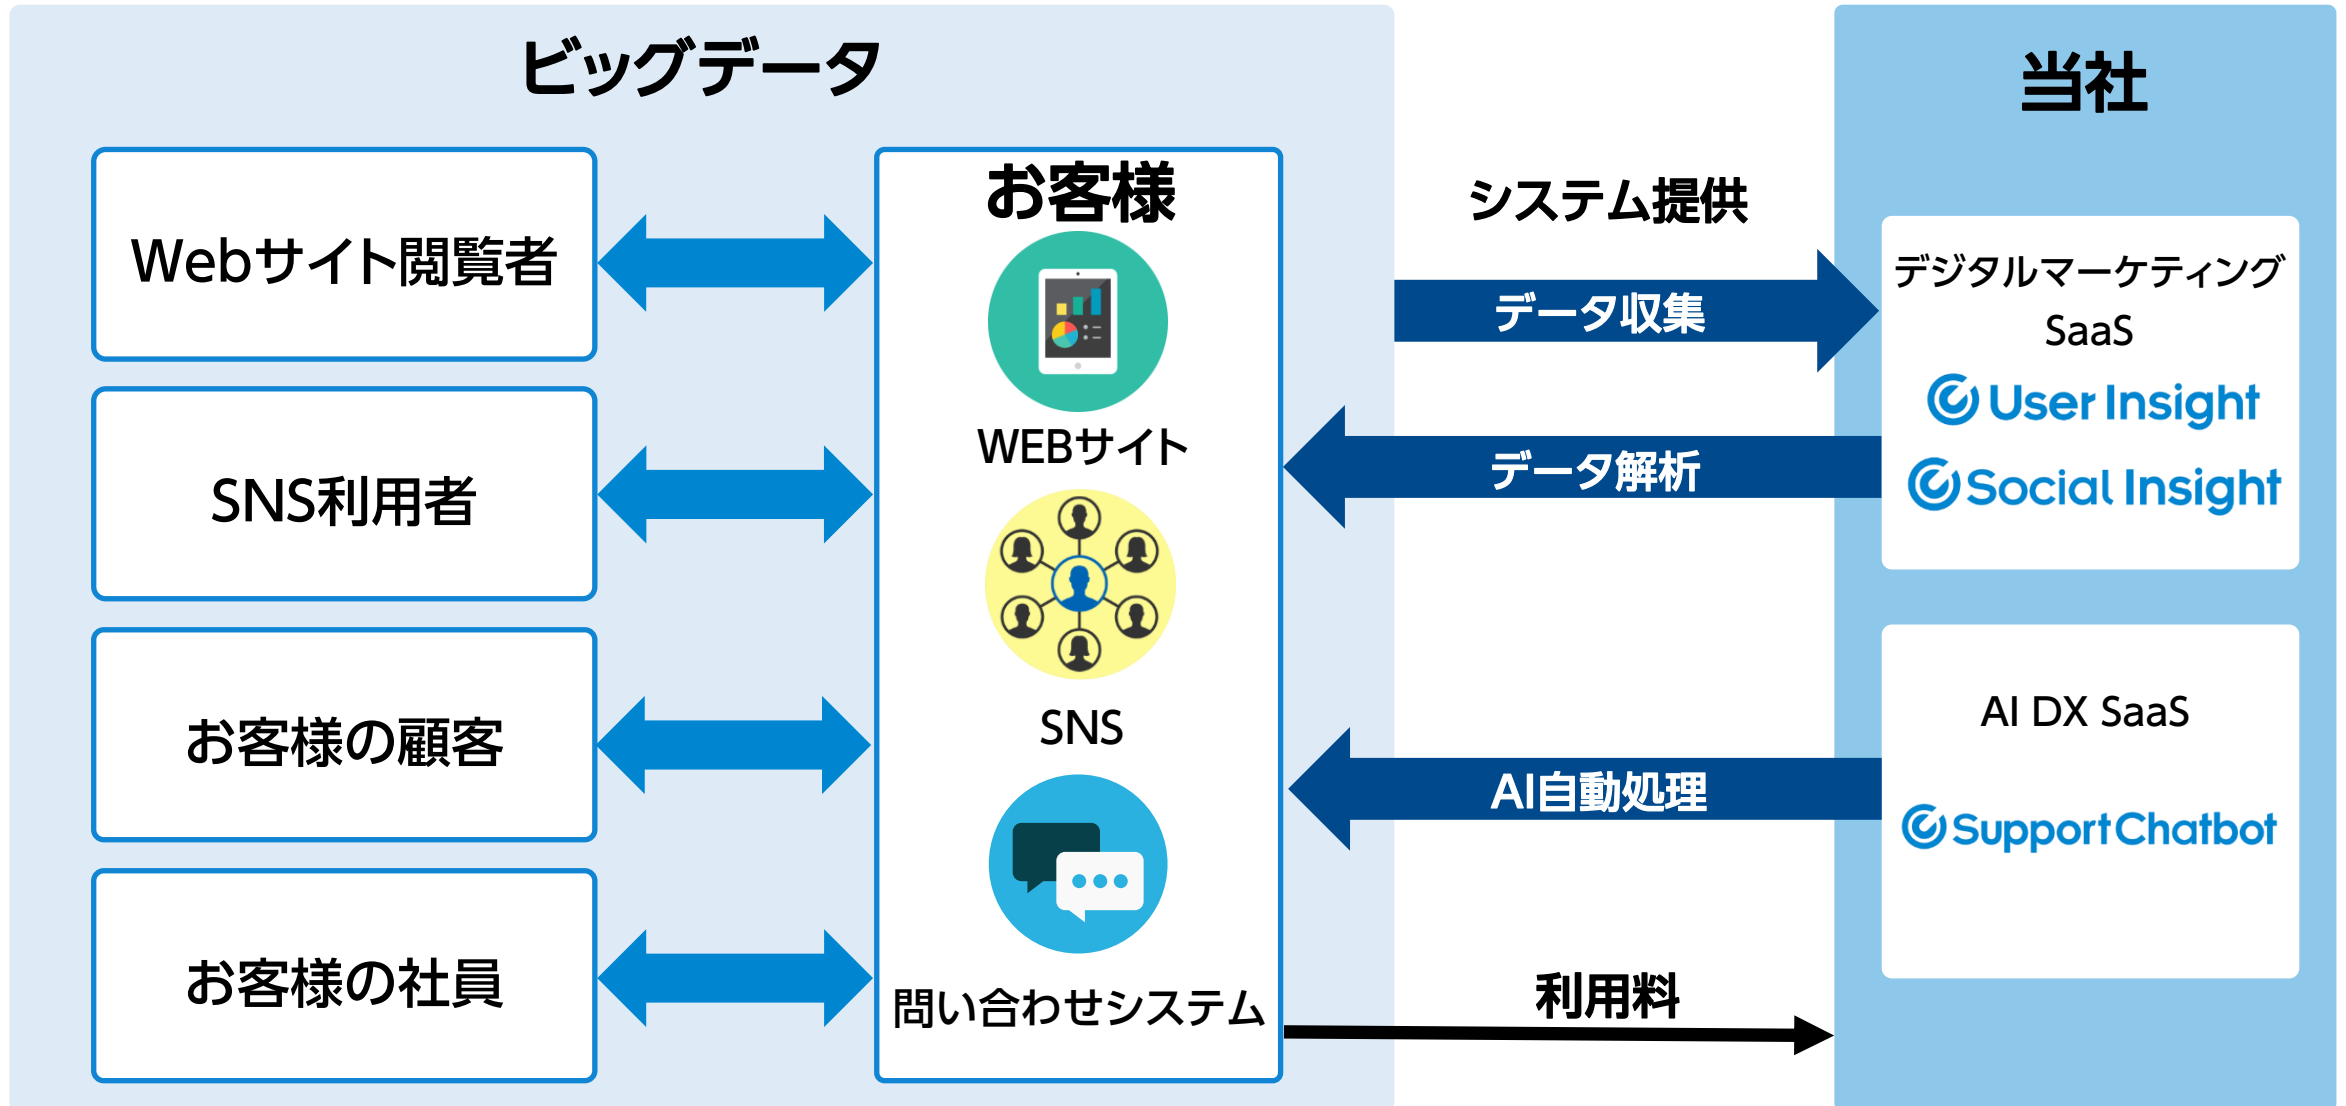 ビッグデータ
Webサイト閲覧者
SNS利用者
お客様の顧客
お客様の社員
お客様
WEBサイト
SNS
問い合わせシステム
システム提供
データ収集
データ解析
AI自動処理
利用料
当社
デジタルマーケティング
SaaS
User Insight
Social Insight
AI DX SaaS
Support Chatbot